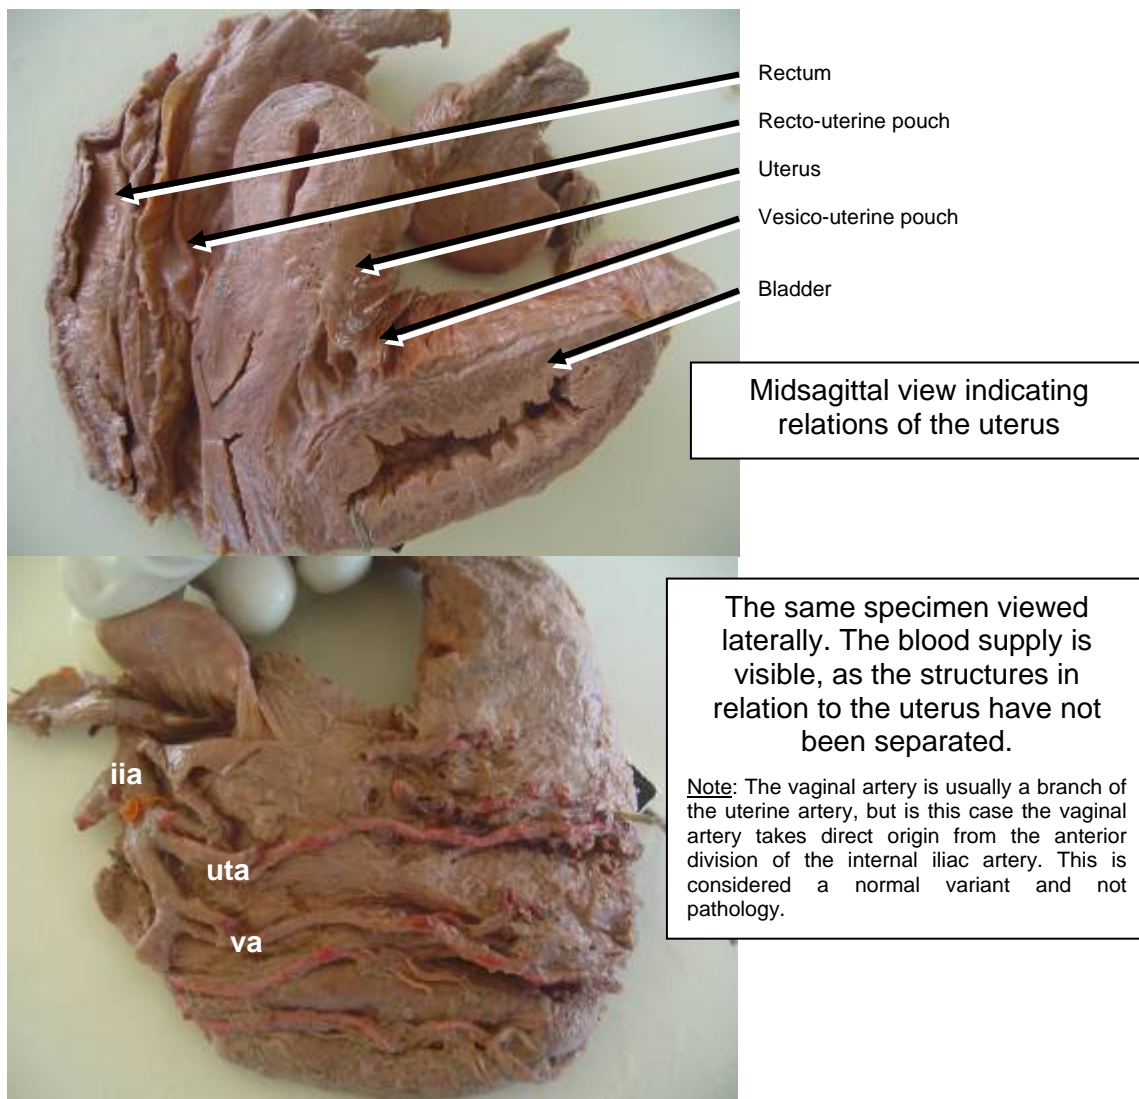 Rectum
Recto-uterine pouch
Uterus
Vesico-uterine pouch
Bladder
Midsagittal view indicating
relations of the uterus
The same specimen viewed
laterally. The blood supply is
visible, as the structures in
relation to the uterus have not
been separated.
Note: The vaginal artery is usually a branch of
the uterine artery, but is this case the vaginal
artery takes direct origin from the anterior
division of the internal iliac artery. This is
considered a normal variant and not
pathology.
iia
uta
va